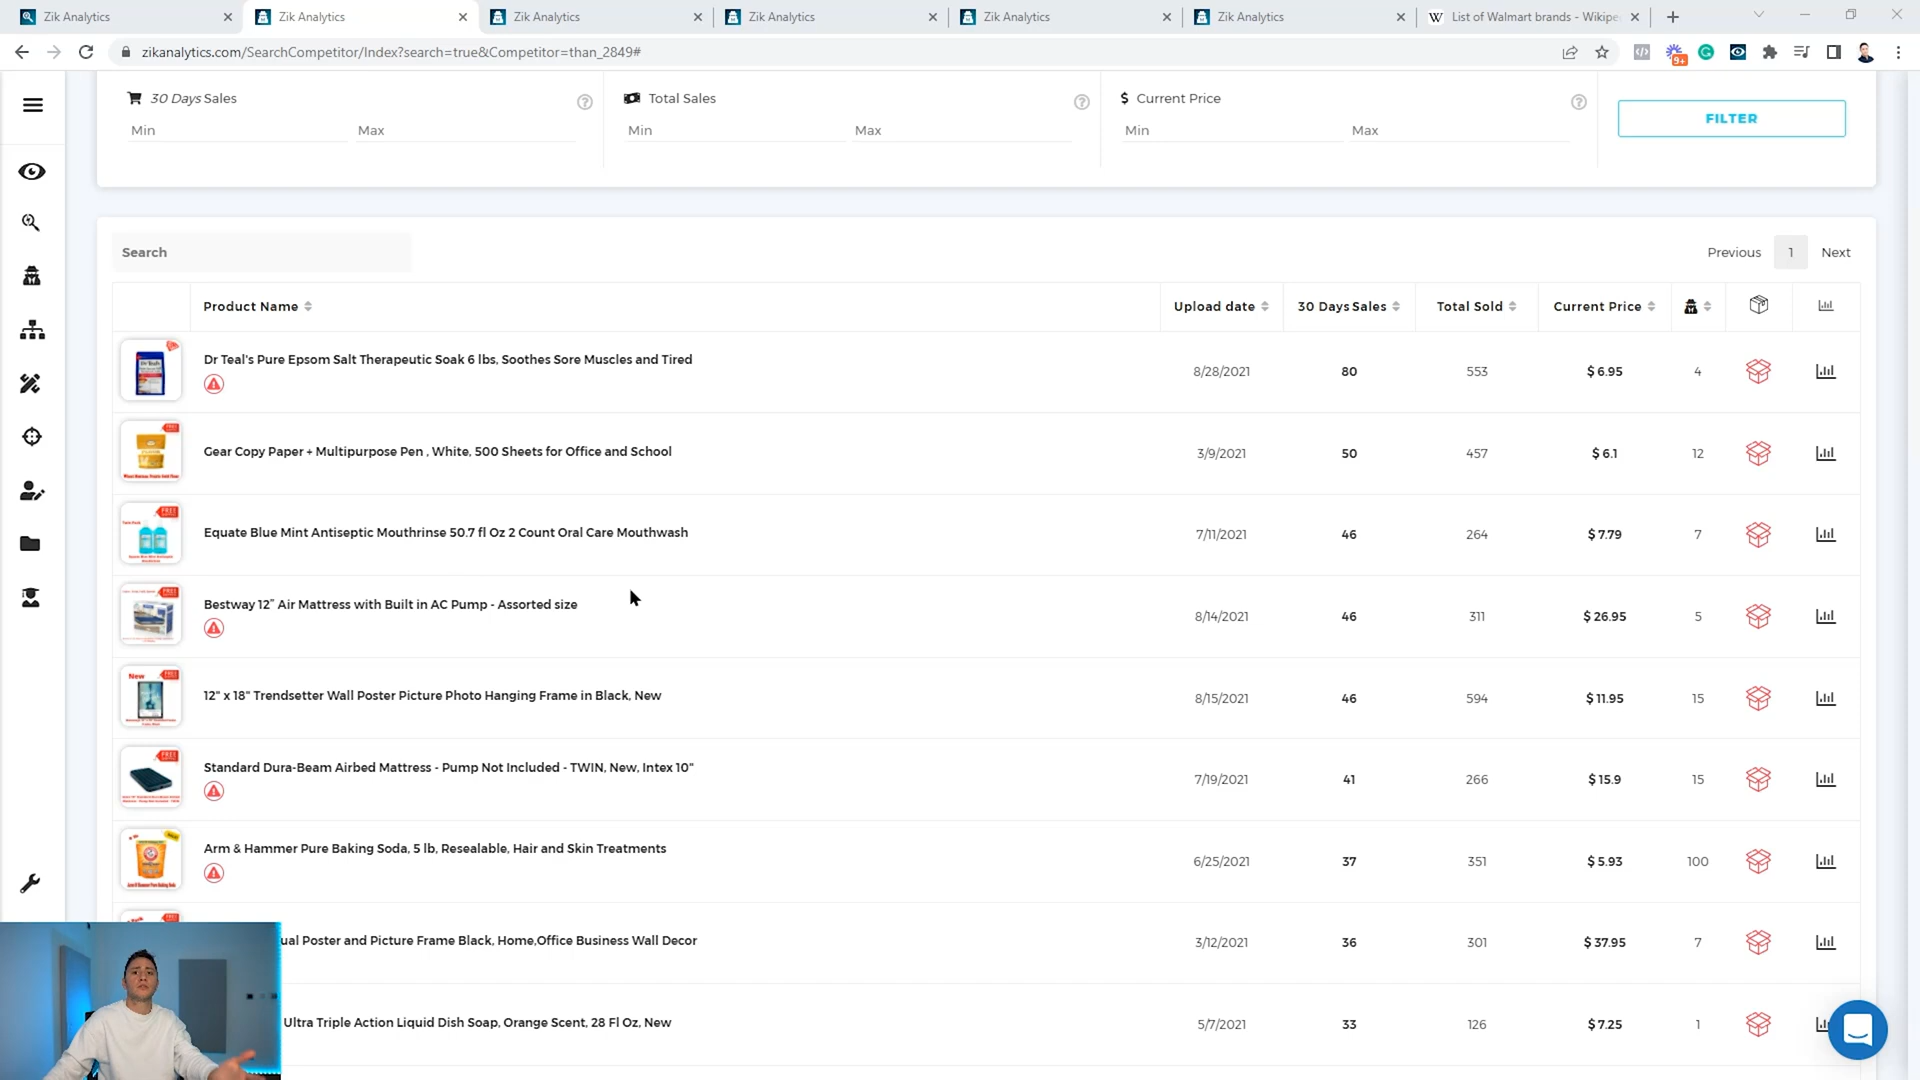 Zik Analytics
Zik Analytics
Zik Analytics
Zik Analytics
Zik Analytics
Zik Analytics
List of Walmart brands - Wikipe
zikanalytics.com/SearchCompetitor/Index?search=true&Competitor=than_2849#
9+
30 Days Sales
Min
Max
Total Sales
Min
Max
Current Price
Min
Max
FILTER
Search
Previous 1 Next
Product Name
Upload date
30 Days Sales
Total Sold
Current Price
Dr Teal's Pure Epsom Salt Therapeutic Soak 6 lbs, Soothes Sore Muscles and Tired
8/28/2021 80 553 $ 6.95 4
Gear Copy Paper + Multipurpose Pen , White, 500 Sheets for Office and School
3/9/2021 50 457 $ 6.1 12
Equate Blue Mint Antiseptic Mouthrinse 50.7 fl Oz 2 Count Oral Care Mouthwash
7/11/2021 46 264 $ 7.79 7
Bestway 12” Air Mattress with Built in AC Pump - Assorted size
8/14/2021 46 311 $ 26.95 5
12" x 18" Trendsetter Wall Poster Picture Photo Hanging Frame in Black, New
8/15/2021 46 594 $ 11.95 15
Standard Dura-Beam Airbed Mattress - Pump Not Included - TWIN, New, Intex 10"
7/19/2021 41 266 $ 15.9 15
Arm & Hammer Pure Baking Soda, 5 lb, Resealable, Hair and Skin Treatments
6/25/2021 37 351 $ 5.93 100
ual Poster and Picture Frame Black, Home,Office Business Wall Decor
3/12/2021 36 301 $ 37.95 7
Ultra Triple Action Liquid Dish Soap, Orange Scent, 28 Fl Oz, New
5/7/2021 33 126 $ 7.25 1